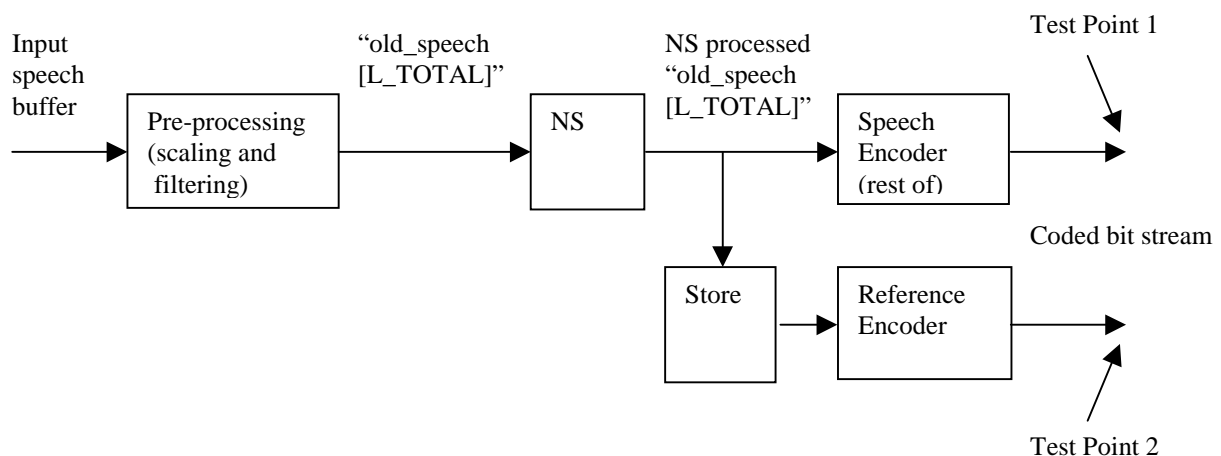 Input
speech
buffer
“old_speech
[L_TOTAL]”
NS processed
“old_speech
[L_TOTAL]”
Test Point 1
Pre-processing
(scaling and
filtering)
NS
Speech
Encoder
(rest of)
Coded bit stream
Store
Reference
Encoder
Test Point 2